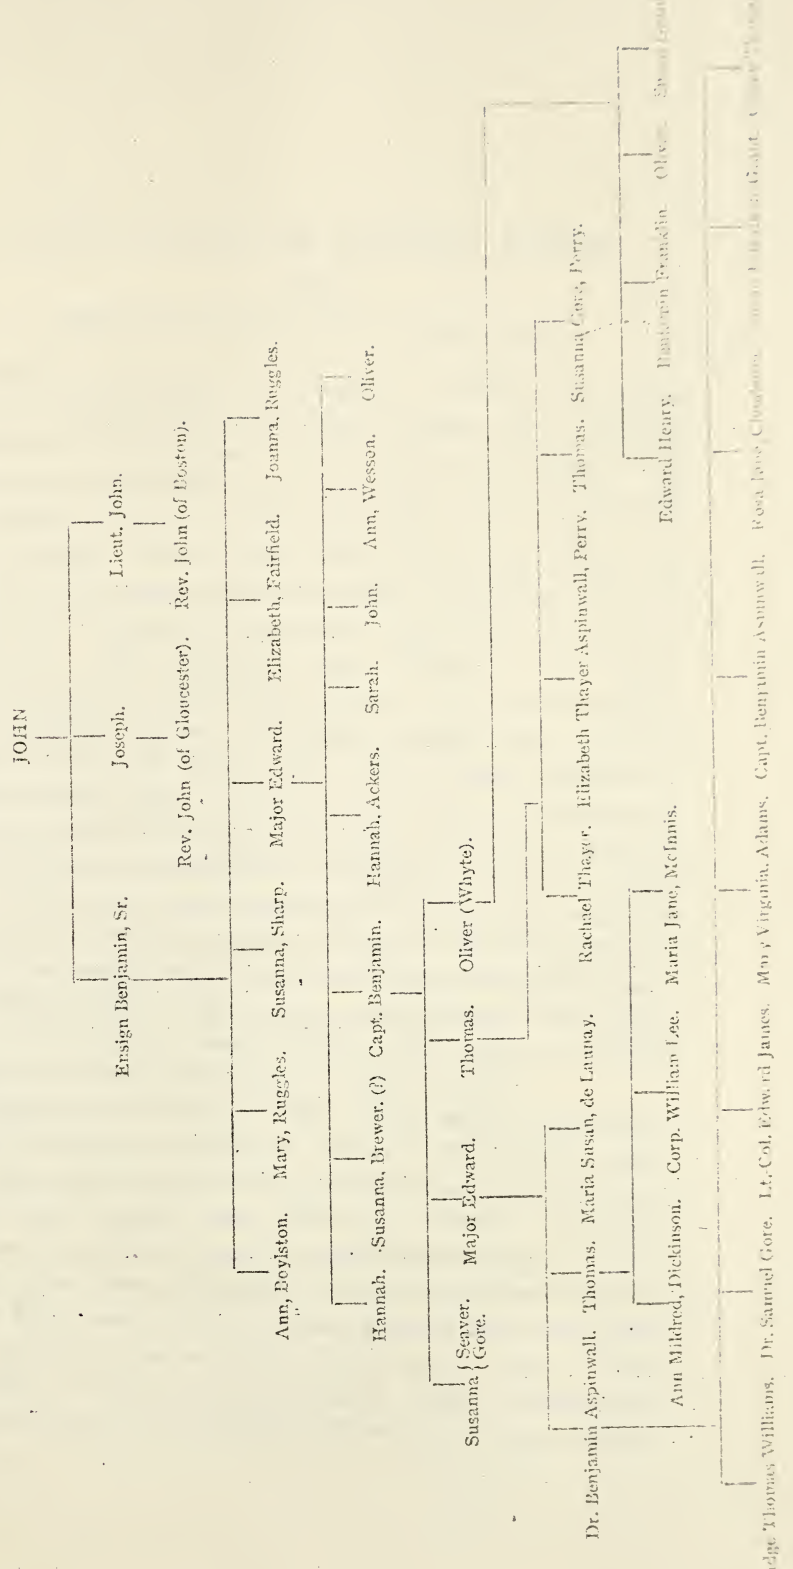 JOHN
Ensign Benjamin, Sr. Joseph. Lieut. John.
Rev. John (of Gloucester). Rev. John (of Boston).
Ann, Boylston. Mary, Ruggles. Susanna, Sharp. Major Edward. Elizabeth, Fairfield. Joanna, Ruggles.
Hannah. Susanna, Brewer. (?) Capt. Benjamin. Hannah, Ackers. Sarah. John. Ann, Wesson. Oliver.
Susanna { Seaver. Major Edward. Thomas. Oliver (Whyte).
Gore.
Dr. Benjamin Aspinwall. Thomas. Maria Susan, de Launay. Rachael Thayer. Elizabeth Thayer Aspinwall, Perry. Thomas. Susanna Gore, Perry.
Ann Mildred, Dickinson. Corp. William Lee. Maria Jane, McInnis. Edward Henry. Franklin. Oliver.
Thomas Williams. Dr. Samuel Gore. Lt.-Col. Edward James. Mary Virginia, Adams. Capt. Benjamin Aspinwall. Rosa Jane,